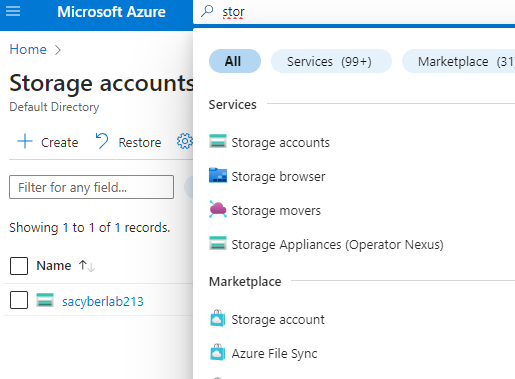 Microsoft Azure
stor
Home
Storage accounts
Default Directory
Create
Restore
Filter for any field...
Showing 1 to 1 of 1 records.
Name
sacyberlab213
All
Services (99+)
Marketplace (31
Services
Storage accounts
Storage browser
Storage movers
Storage Appliances (Operator Nexus)
Marketplace
Storage account
Azure File Sync